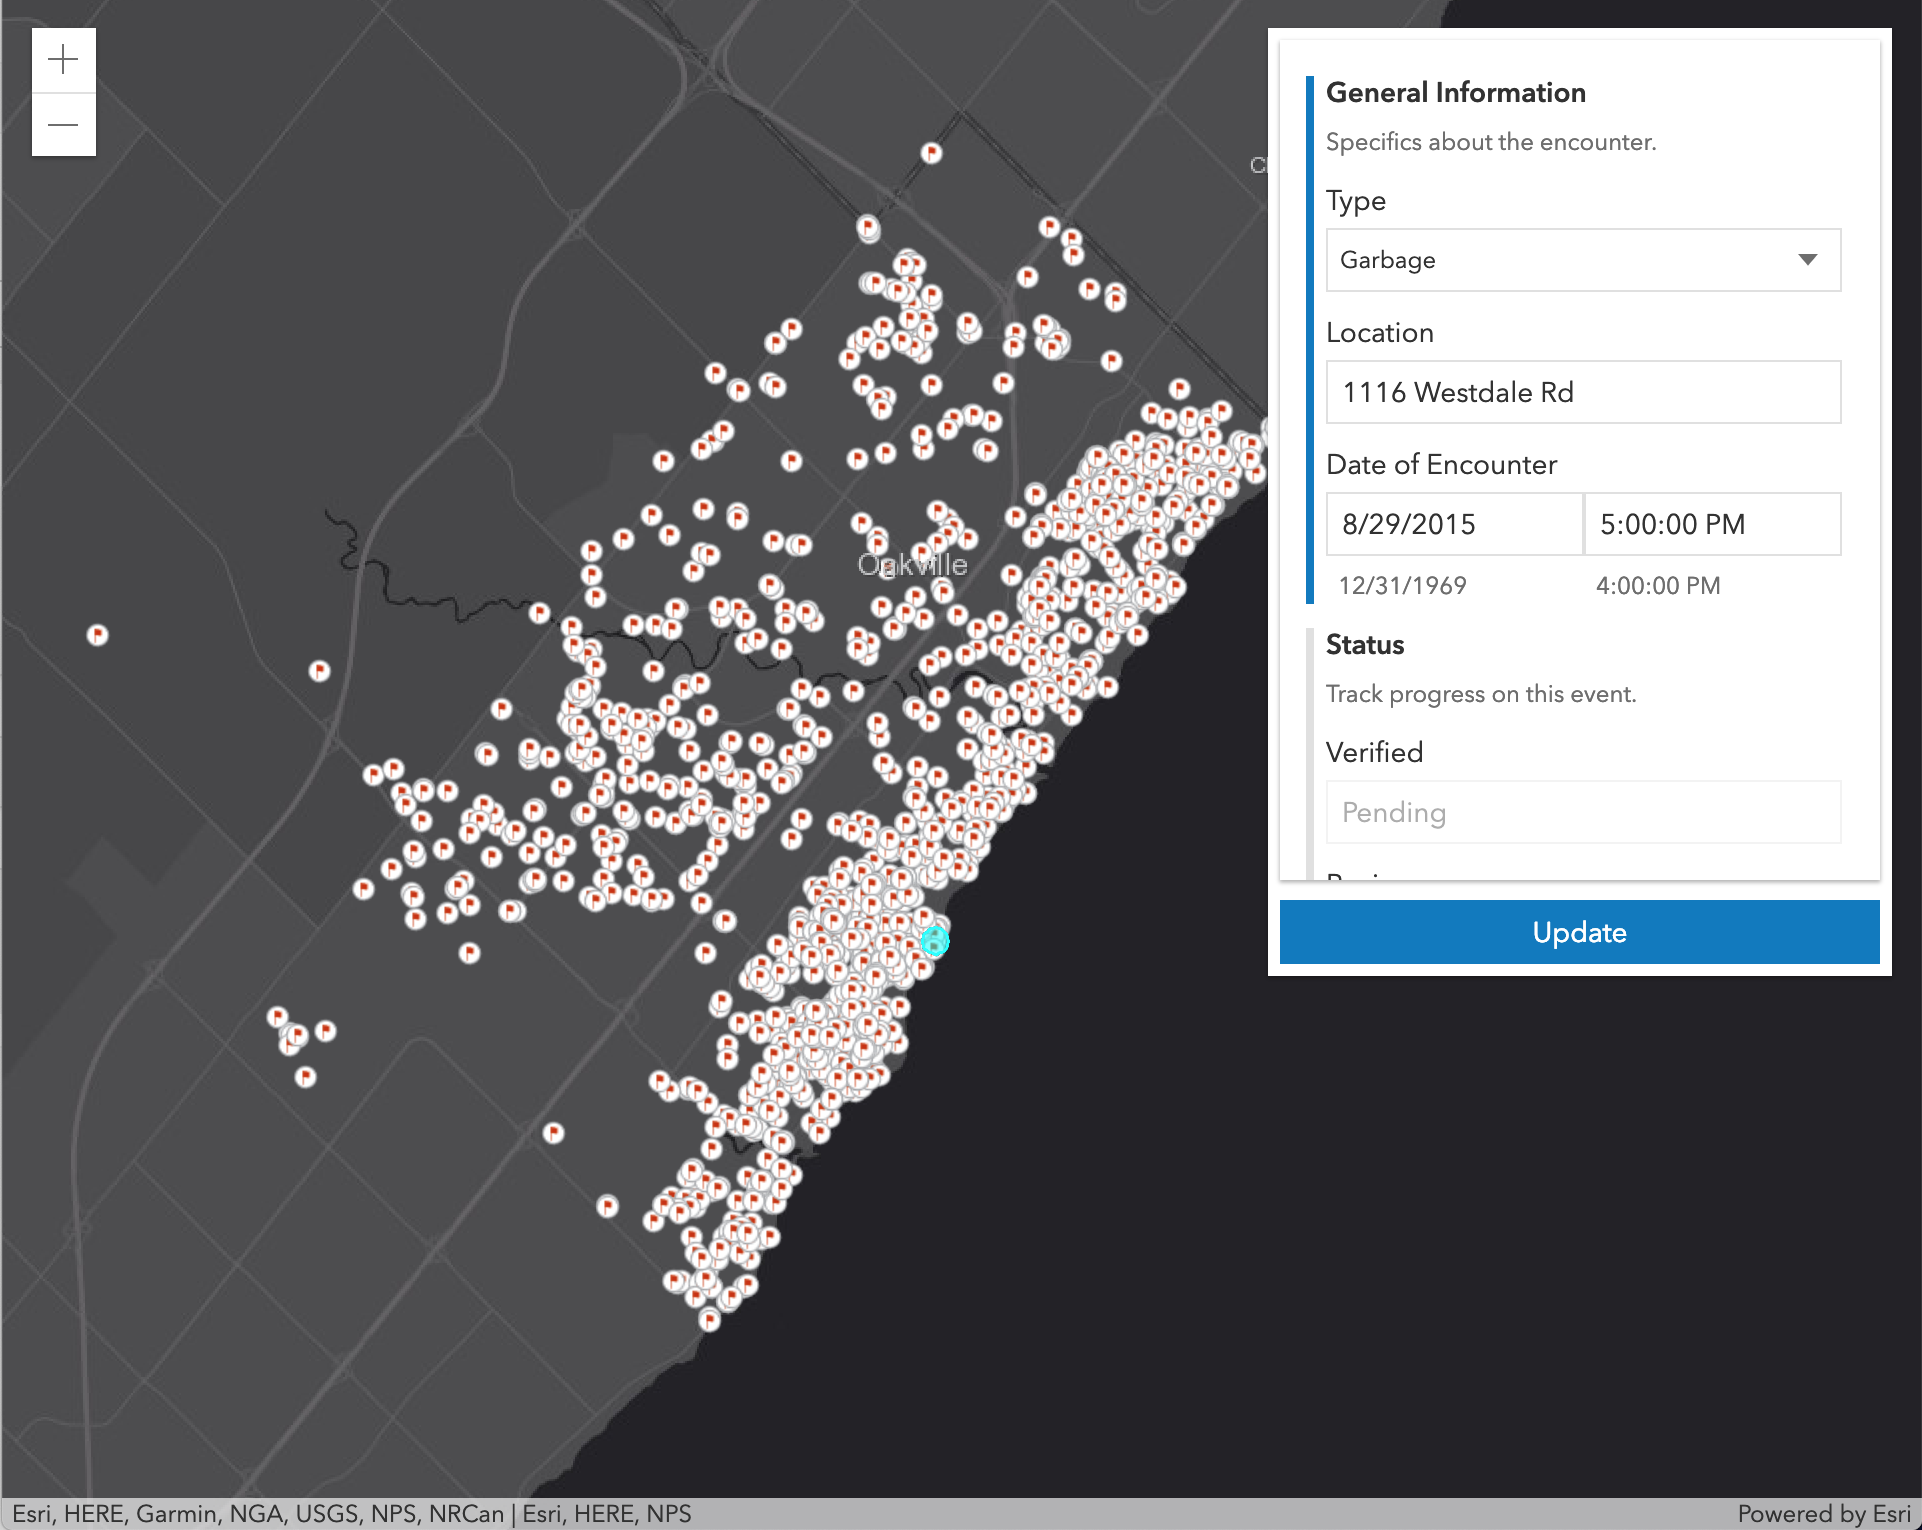 General Information
Specifics about the encounter.
Type
Garbage
Location
1116 Westdale Rd
Date of Encounter
8/29/2015 5:00:00 PM
12/31/1969 4:00:00 PM
Status
Track progress on this event.
Verified
Pending
Update
Oakville
Esri, HERE, Garmin, NGA, USGS, NPS, NRCan | Esri, HERE, NPS
Powered by Esri